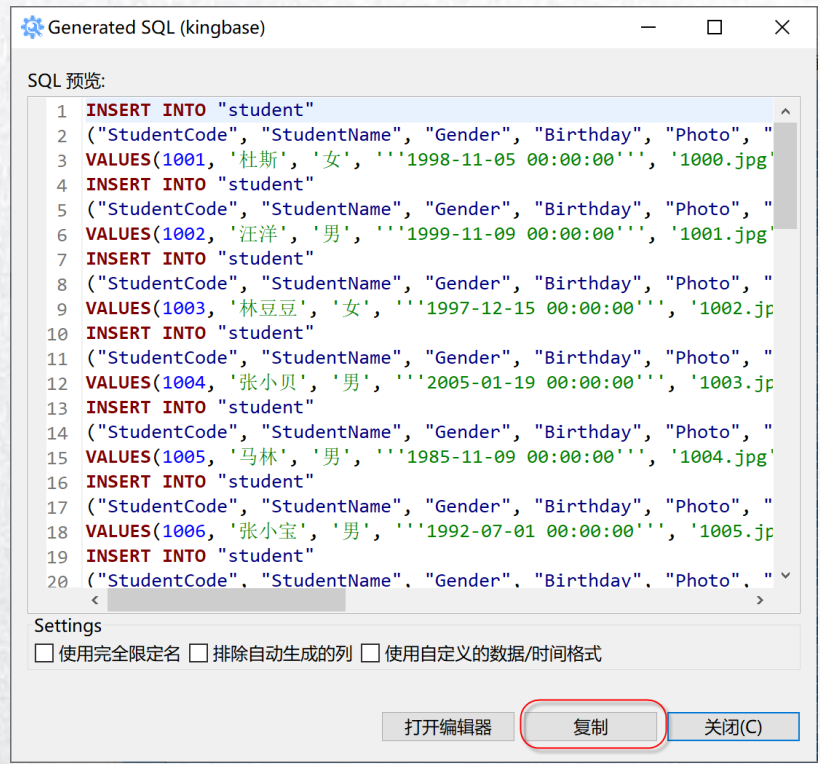 Generated SQL (kingbase)
SQL 预览:
1 INSERT INTO "student"
2 ("StudentCode", "StudentName", "Gender", "Birthday", "Photo", "
3 VALUES(1001, '杜斯', '女', '''1998-11-05 00:00:00''', '1000.jpg'
4 INSERT INTO "student"
5 ("StudentCode", "StudentName", "Gender", "Birthday", "Photo", "
6 VALUES(1002, '汪洋', '男', '''1999-11-09 00:00:00''', '1001.jpg'
7 INSERT INTO "student"
8 ("StudentCode", "StudentName", "Gender", "Birthday", "Photo", "
9 VALUES(1003, '林豆豆', '女', '''1997-12-15 00:00:00''', '1002.jp
10 INSERT INTO "student"
11 ("StudentCode", "StudentName", "Gender", "Birthday", "Photo", "
12 VALUES(1004, '张小贝', '男', '''2005-01-19 00:00:00''', '1003.jp
13 INSERT INTO "student"
14 ("StudentCode", "StudentName", "Gender", "Birthday", "Photo", "
15 VALUES(1005, '马林', '男', '''1985-11-09 00:00:00''', '1004.jpg'
16 INSERT INTO "student"
17 ("StudentCode", "StudentName", "Gender", "Birthday", "Photo", "
18 VALUES(1006, '张小宝', '男', '''1992-07-01 00:00:00''', '1005.jp
19 INSERT INTO "student"
20 ("StudentCode", "StudentName", "Gender", "Birthday", "Photo", "
Settings
使用完全限定名 排除自动生成的列 使用自定义的数据/时间格式
打开编辑器 复制 关闭(C)